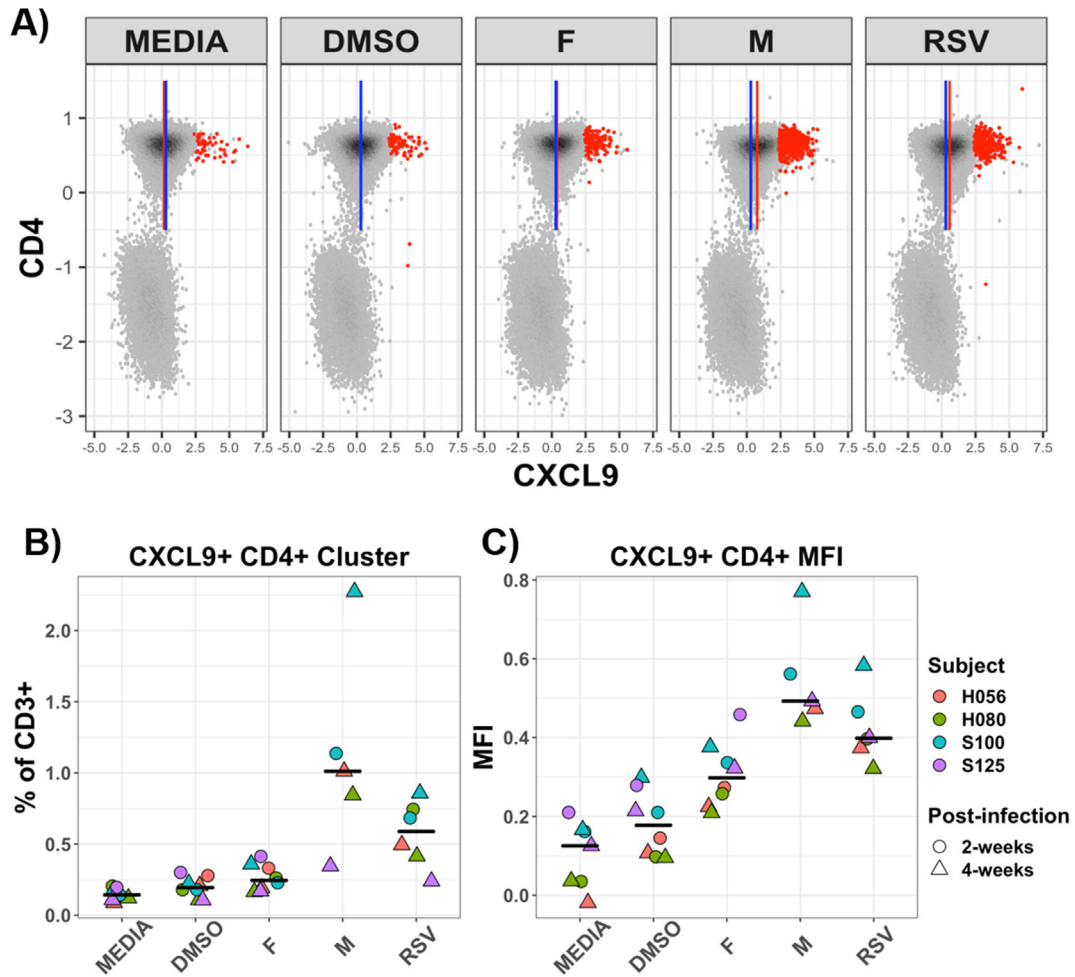 A)
MEDIA DMSO F M RSV
CD4
1
0
-1
-2
-3
-5.0 -2.5 0.0 2.5 5.0 7.5 -5.0 -2.5 0.0 2.5 5.0 7.5 -5.0 -2.5 0.0 2.5 5.0 7.5 -5.0 -2.5 0.0 2.5 5.0 7.5 -5.0 -2.5 0.0 2.5 5.0 7.5
CXCL9
B)
CXCL9+ CD4+ Cluster
% of CD3+
2.0
1.5
1.0
0.5
0.0
MEDIA DMSO F M RSV
C)
CXCL9+ CD4+ MFI
MFI
0.8
0.6
0.4
0.2
0.0
MEDIA DMSO F M RSV
Subject
H056
H080
S100
S125
Post-infection
2-weeks
4-weeks